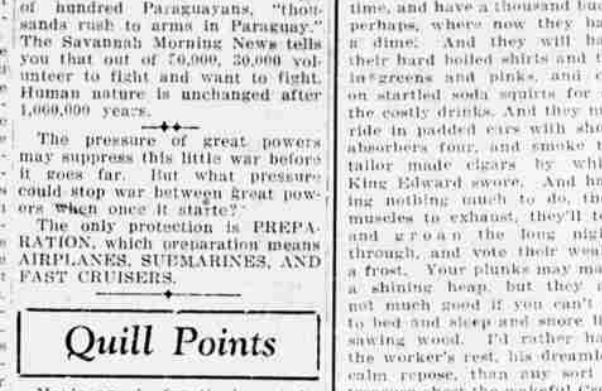 of hundred Paraguayans, "thou-
sands rush to arms in Paraguay."
The Savannah Morning News tells
you that out of 50,000, 30,000 vol-
unteer to fight and want to fight.
Human nature is unchanged after
1,000,000 years.
The pressure of great powers
may suppress this little war before
it goes far. But what pressure
could stop war between great pow-
ers when once it starts?
The only protection is PREPA-
RATION, which preparation means
AIRPLANES, SUBMARINES, AND
FAST CRUISERS.
Quill Points
time, and have a thousand
perhaps, where now they
a dime. And they will
their hard boiled shirts and
in greens and pinks, and
on startled soda squirts for
the costly drinks. And they
ride in padded cars with
absorbers four, and smoke
tailor made cigars by
King Edward swore. And
ing nothing much to do,
muscles to exhaust, they'll
and groan the long
through, and vote their
a frost. Your plunks may
a shining heap, but they
not much good if you can't
to bed and sleep and snore
sawing wood. I'd rather
the worker's rest, his
calm repose, than any sort